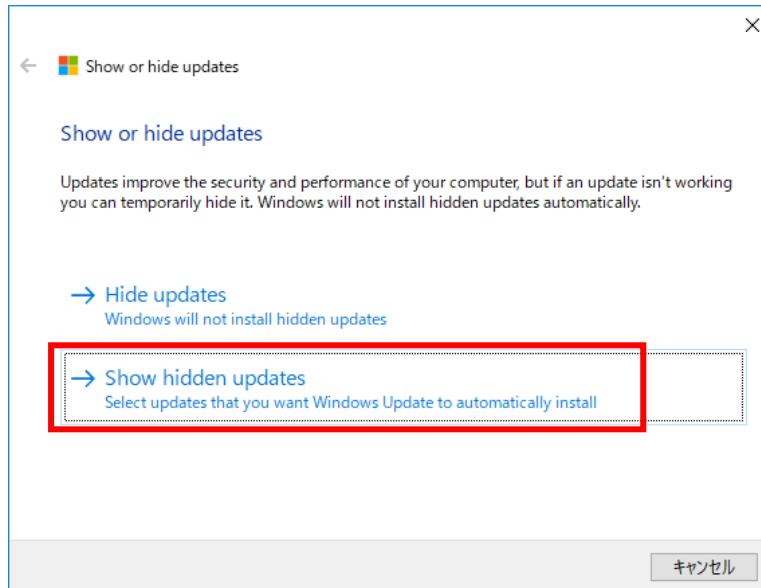 Show or hide updates
Show or hide updates
Updates improve the security and performance of your computer, but if an update isn't working
you can temporarily hide it. Windows will not install hidden updates automatically.
Hide updates
Windows will not install hidden updates
Show hidden updates
Select updates that you want Windows Update to automatically install
キャンセル